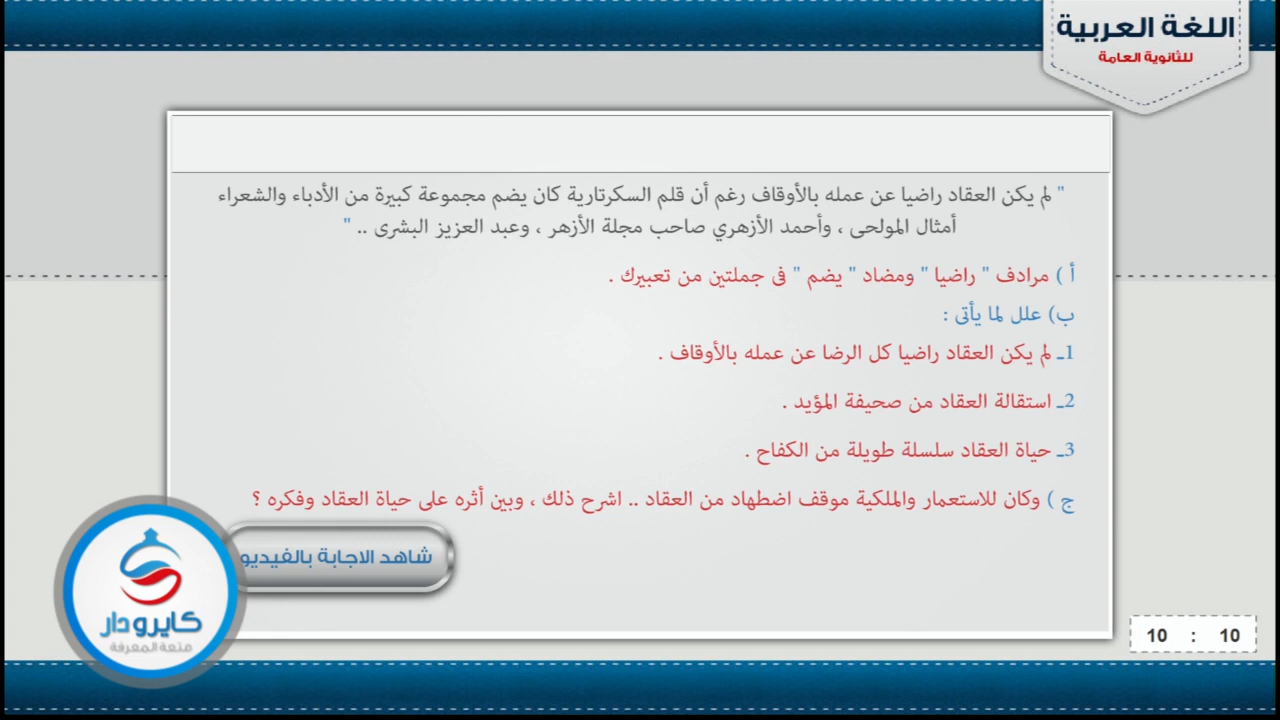 اللغة العربية
للثانوية العامة
" لم يكن العقاد راضيا عن عمله بالأوقاف رغم أن قلم السكرتارية كان يضم مجموعة كبيرة من الأدباء والشعراء
أمثال المولحى ، وأحمد الأزهري صاحب مجلة الأزهر ، وعبد العزيز البشرى .. "
أ ) مرادف " راضيا " ومضاد " يضم " فى جملتين من تعبيرك .
ب) علل لما يأتى :
1ـ لم يكن العقاد راضيا كل الرضا عن عمله بالأوقاف .
2ـ استقالة العقاد من صحيفة المؤيد .
3ـ حياة العقاد سلسلة طويلة من الكفاح .
ج ) وكان للاستعمار والملكية موقف اضطهاد من العقاد .. اشرح ذلك ، وبين أثره على حياة العقاد وفكره ؟
شاهد الاجابة بالفيديو
كايرودار
متعة المعرفة
10 : 10